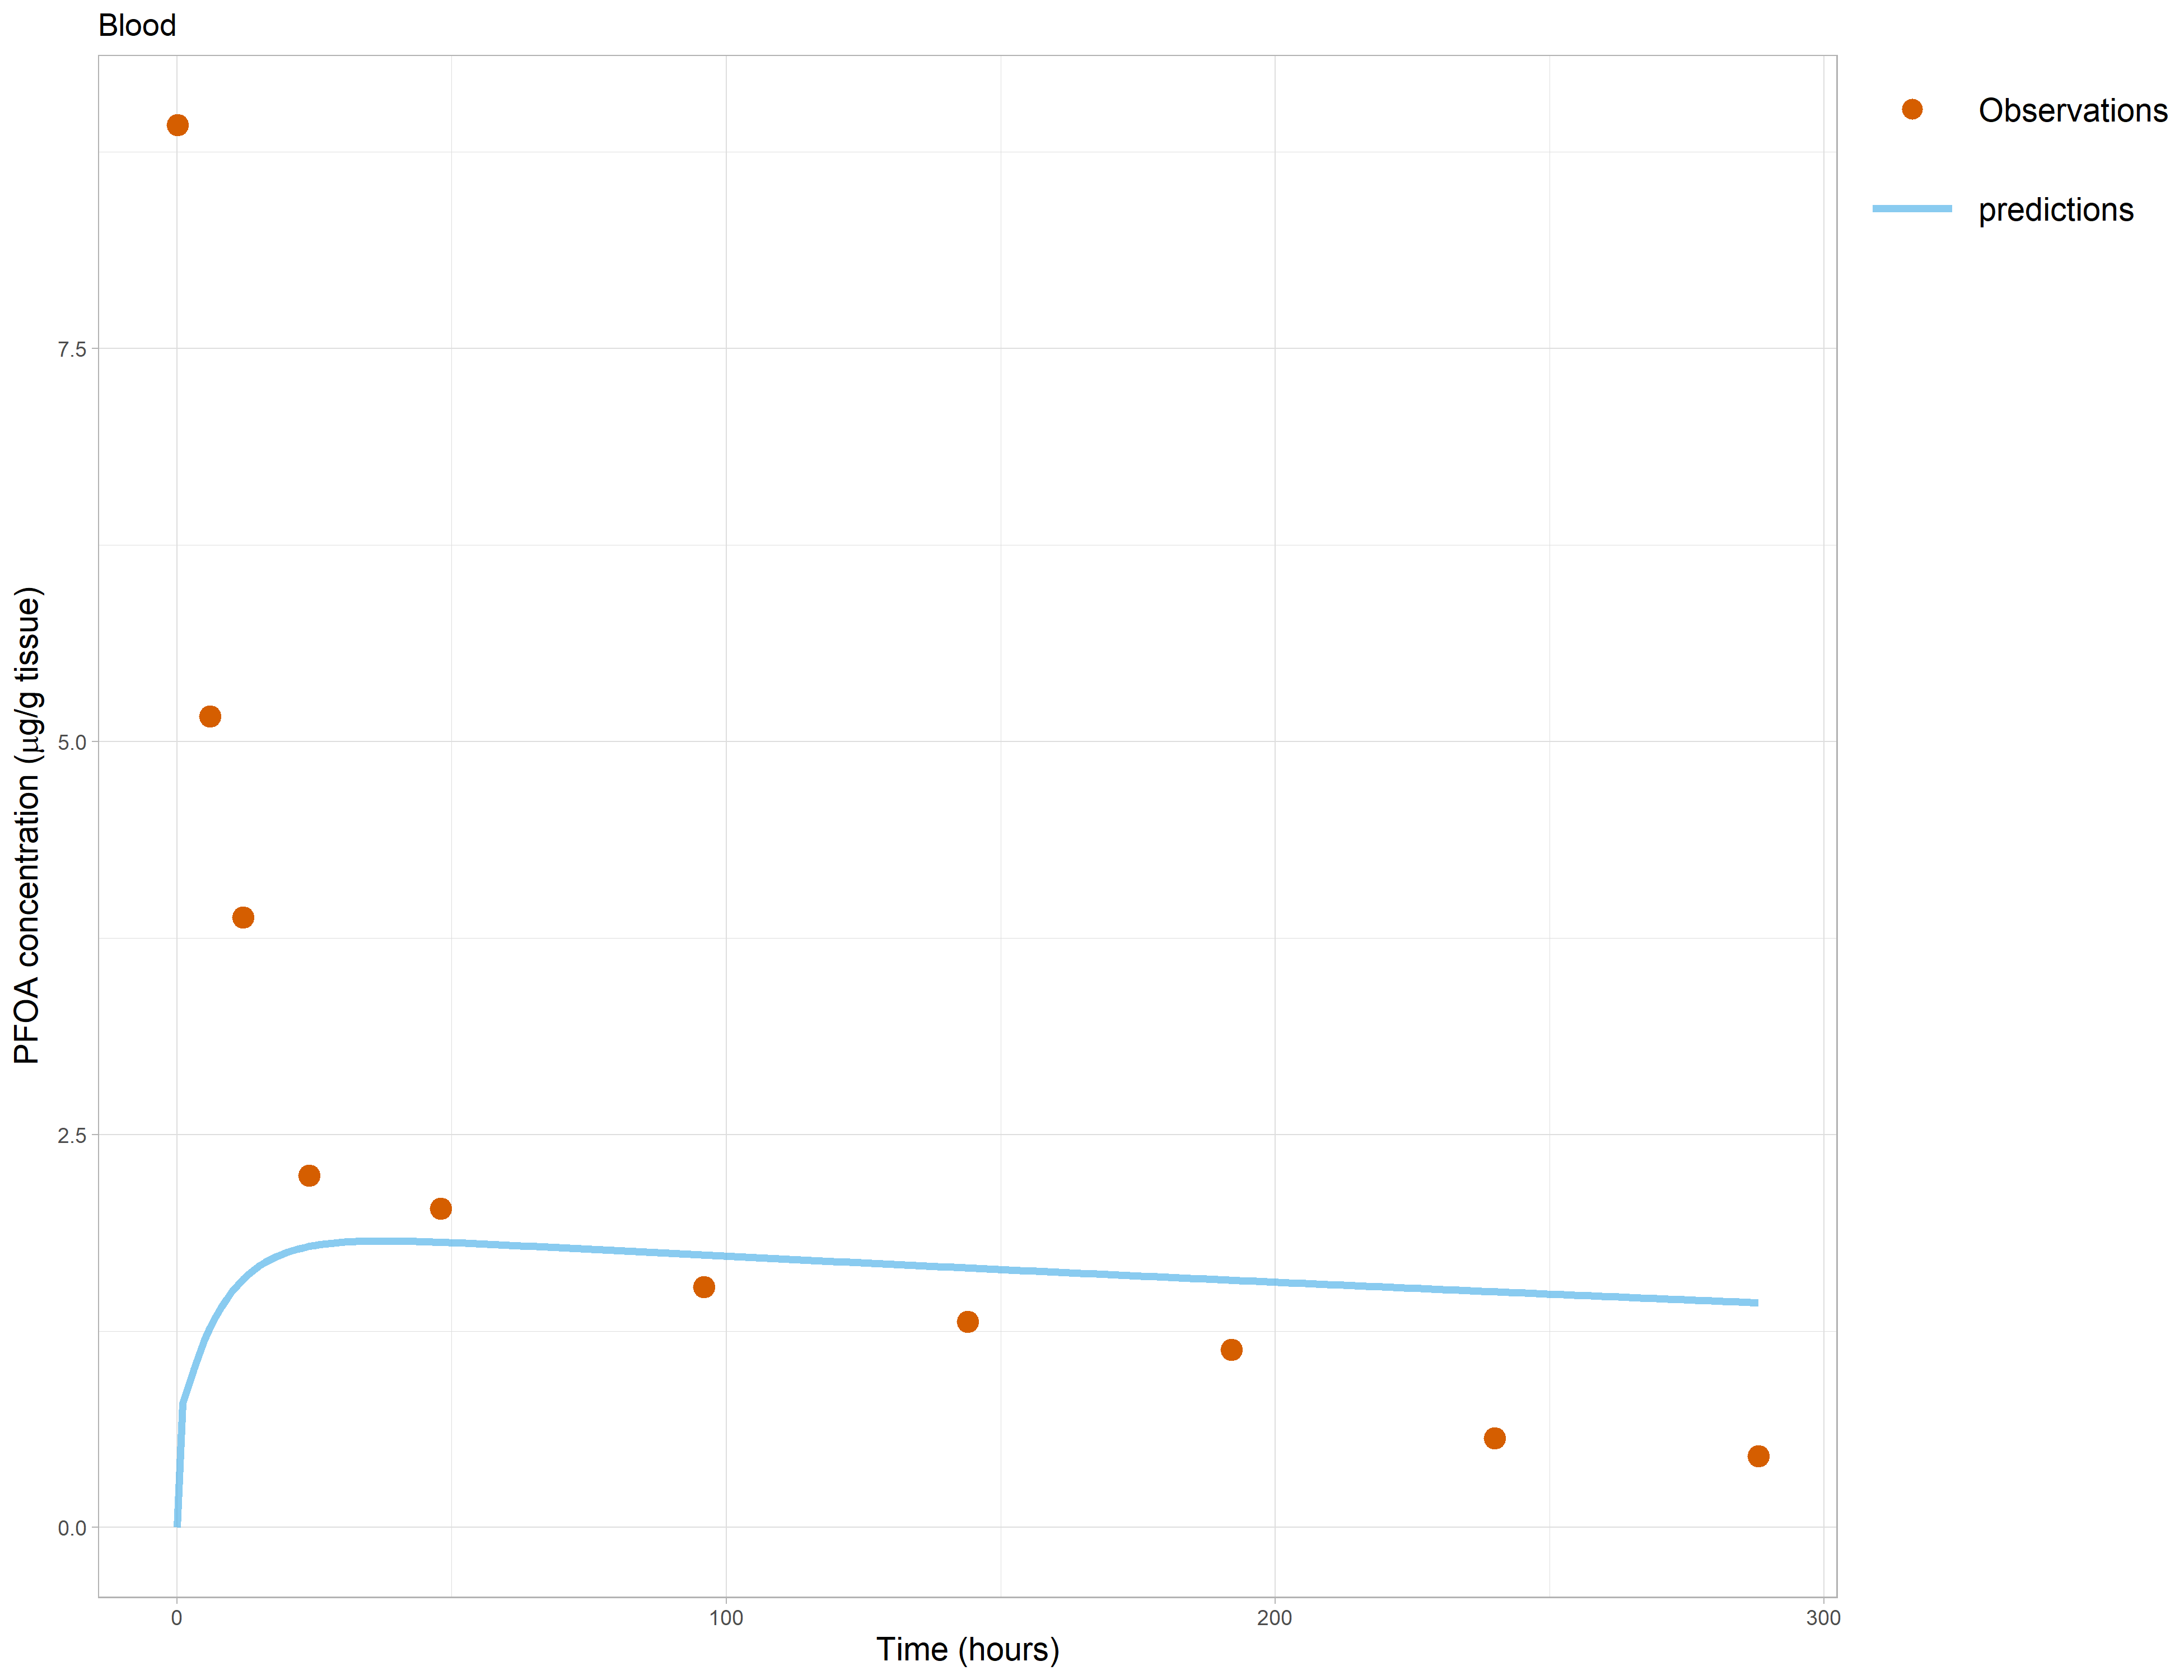 Blood
Observations
predictions
PFOA concentration (μg/g tissue)
7.5
5.0
2.5
0.0
0 100 200 300
Time (hours)